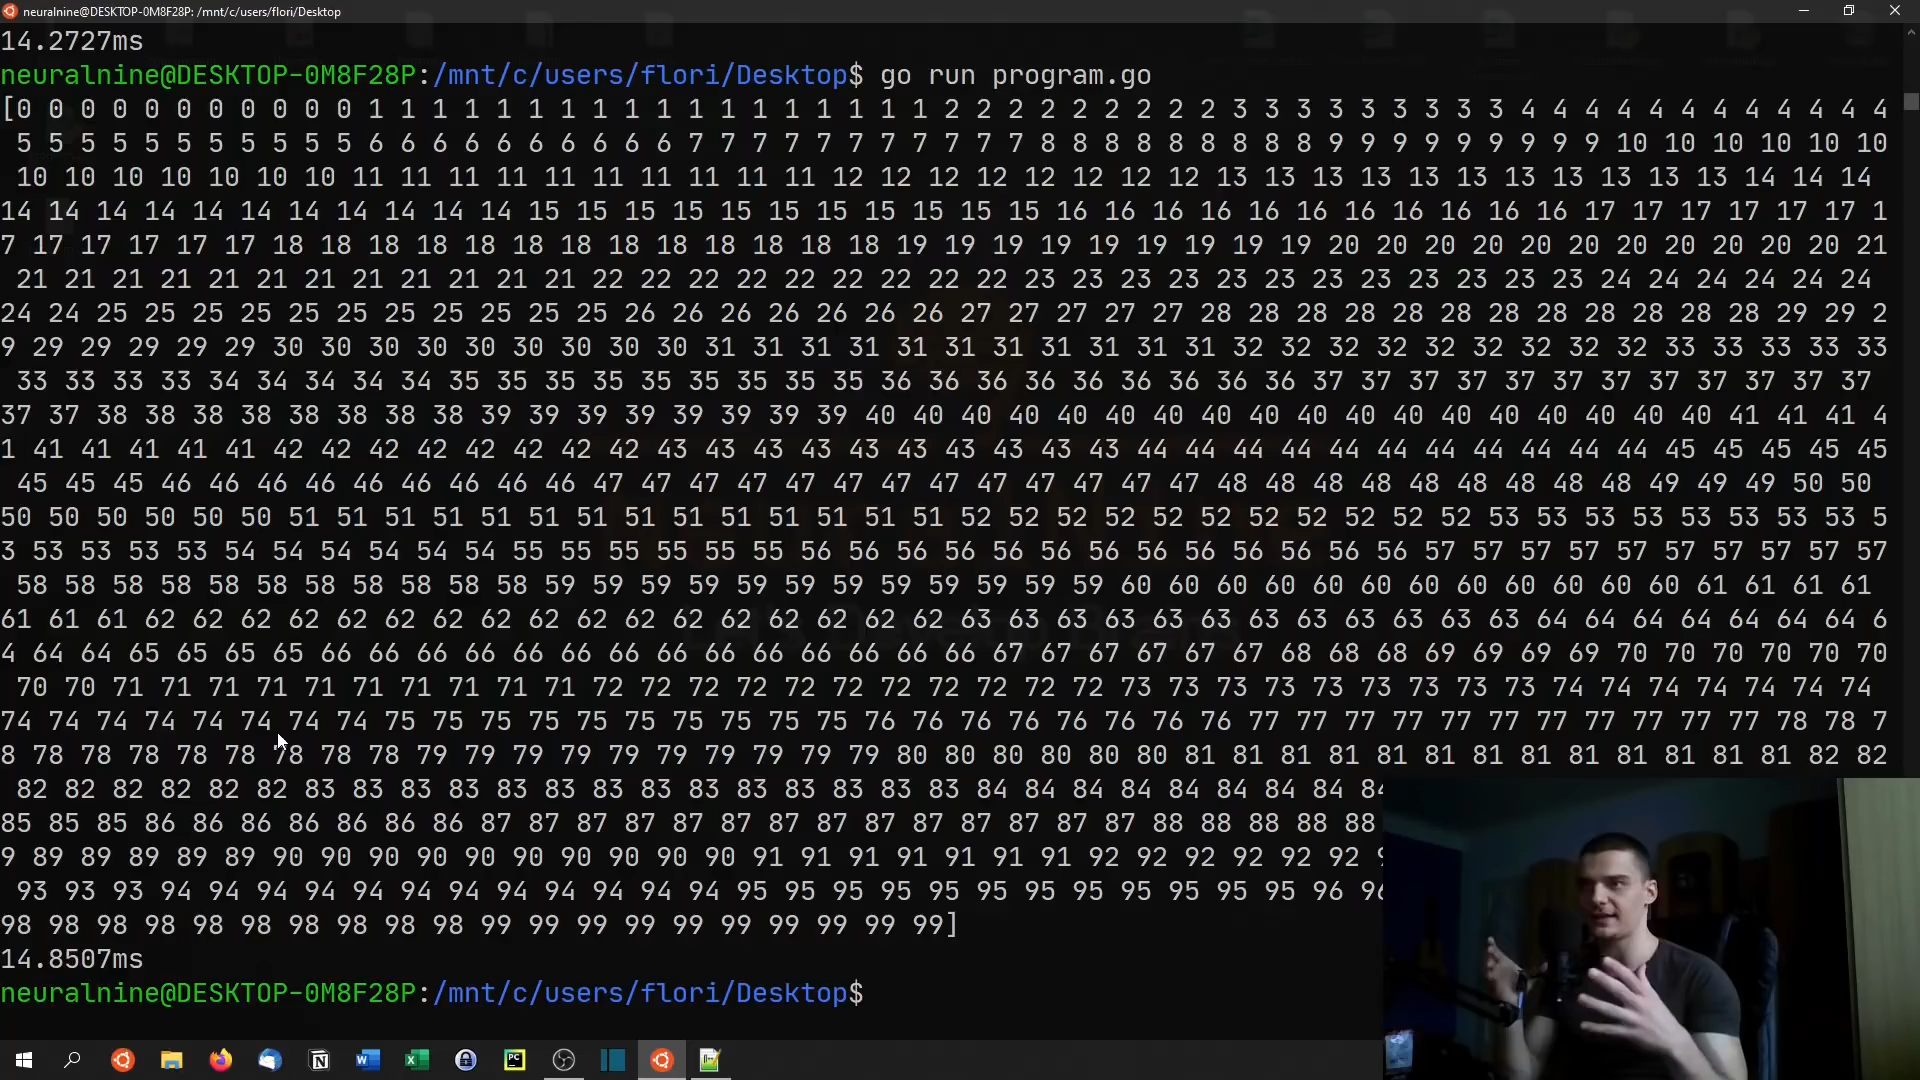 neuralnine@DESKTOP-0M8F28P: /mnt/c/users/flori/Desktop
14.2727ms
neuralnine@DESKTOP-0M8F28P:/mnt/c/users/flori/Desktop$ go run program.go
[0 0 0 0 0 0 0 0 0 0 0 1 1 1 1 1 1 1 1 1 1 1 1 1 1 1 1 1 1 2 2 2 2 2 2 2 2 2 3 3 3 3 3 3 3 3 3 4 4 4 4 4 4 4 4 4 4 4 4
5 5 5 5 5 5 5 5 5 5 5 6 6 6 6 6 6 6 6 6 6 7 7 7 7 7 7 7 7 7 7 7 8 8 8 8 8 8 8 8 8 9 9 9 9 9 9 9 9 9 10 10 10 10 10 10
10 10 10 10 10 10 10 11 11 11 11 11 11 11 11 11 11 12 12 12 12 12 12 12 12 13 13 13 13 13 13 13 13 13 13 13 14 14 14
14 14 14 14 14 14 14 14 14 14 14 15 15 15 15 15 15 15 15 15 15 15 16 16 16 16 16 16 16 16 16 16 16 17 17 17 17 17 17 1
7 17 17 17 17 17 18 18 18 18 18 18 18 18 18 18 18 18 18 19 19 19 19 19 19 19 19 19 20 20 20 20 20 20 20 20 20 20 20 21
21 21 21 21 21 21 21 21 21 21 21 21 22 22 22 22 22 22 22 22 22 23 23 23 23 23 23 23 23 23 23 23 23 24 24 24 24 24 24
24 24 25 25 25 25 25 25 25 25 25 25 25 26 26 26 26 26 26 26 27 27 27 27 27 28 28 28 28 28 28 28 28 28 28 28 28 29 29 2
9 29 29 29 29 29 30 30 30 30 30 30 30 30 30 31 31 31 31 31 31 31 31 31 31 31 32 32 32 32 32 32 32 32 32 33 33 33 33 33
33 33 33 33 34 34 34 34 34 35 35 35 35 35 35 35 35 35 36 36 36 36 36 36 36 36 36 37 37 37 37 37 37 37 37 37 37 37 37
37 37 38 38 38 38 38 38 38 38 39 39 39 39 39 39 39 39 40 40 40 40 40 40 40 40 40 40 40 40 40 40 40 40 40 40 41 41 41 4
1 41 41 41 41 41 42 42 42 42 42 42 42 42 43 43 43 43 43 43 43 43 43 43 44 44 44 44 44 44 44 44 44 44 44 45 45 45 45 45
45 45 45 46 46 46 46 46 46 46 46 46 47 47 47 47 47 47 47 47 47 47 47 47 47 48 48 48 48 48 48 48 48 48 49 49 49 50 50
50 50 50 50 50 50 51 51 51 51 51 51 51 51 51 51 51 51 51 51 52 52 52 52 52 52 52 52 52 52 52 53 53 53 53 53 53 53 53 5
3 53 53 53 53 54 54 54 54 54 54 55 55 55 55 55 55 56 56 56 56 56 56 56 56 56 56 56 56 56 57 57 57 57 57 57 57 57 57 57
58 58 58 58 58 58 58 58 58 58 58 59 59 59 59 59 59 59 59 59 59 59 59 60 60 60 60 60 60 60 60 60 60 60 60 61 61 61 61
61 61 61 62 62 62 62 62 62 62 62 62 62 62 62 62 62 62 62 62 63 63 63 63 63 63 63 63 63 63 63 63 64 64 64 64 64 64 64 6
4 64 64 65 65 65 65 66 66 66 66 66 66 66 66 66 66 66 66 66 66 67 67 67 67 67 67 68 68 68 69 69 69 69 70 70 70 70 70 70
70 70 71 71 71 71 71 71 71 71 71 71 72 72 72 72 72 72 72 72 72 72 72 73 73 73 73 73 73 73 73 73 74 74 74 74 74 74 74
74 74 74 74 74 74 74 74 75 75 75 75 75 75 75 75 75 75 76 76 76 76 76 76 76 76 77 77 77 77 77 77 77 77 77 77 77 78 78 7
8 78 78 78 78 78 78 78 78 79 79 79 79 79 79 79 79 79 79 80 80 80 80 80 80 81 81 81 81 81 81 81 81 81 81 81 81 81 82 82
82 82 82 82 82 82 83 83 83 83 83 83 83 83 83 83 83 83 83 83 84 84 84 84 84 84 84 84
85 85 85 86 86 86 86 86 86 86 87 87 87 87 87 87 87 87 87 87 87 87 87 87 88 88 88 88 88
9 89 89 89 89 89 90 90 90 90 90 90 90 90 90 90 91 91 91 91 91 91 91 92 92 92 92 92 92
93 93 93 94 94 94 94 94 94 94 94 94 94 94 94 95 95 95 95 95 95 95 95 95 95 95 95 96
98 98 98 98 98 98 98 98 98 98 99 99 99 99 99 99 99 99 99 99]
14.8507ms
neuralnine@DESKTOP-0M8F28P:/mnt/c/users/flori/Desktop$